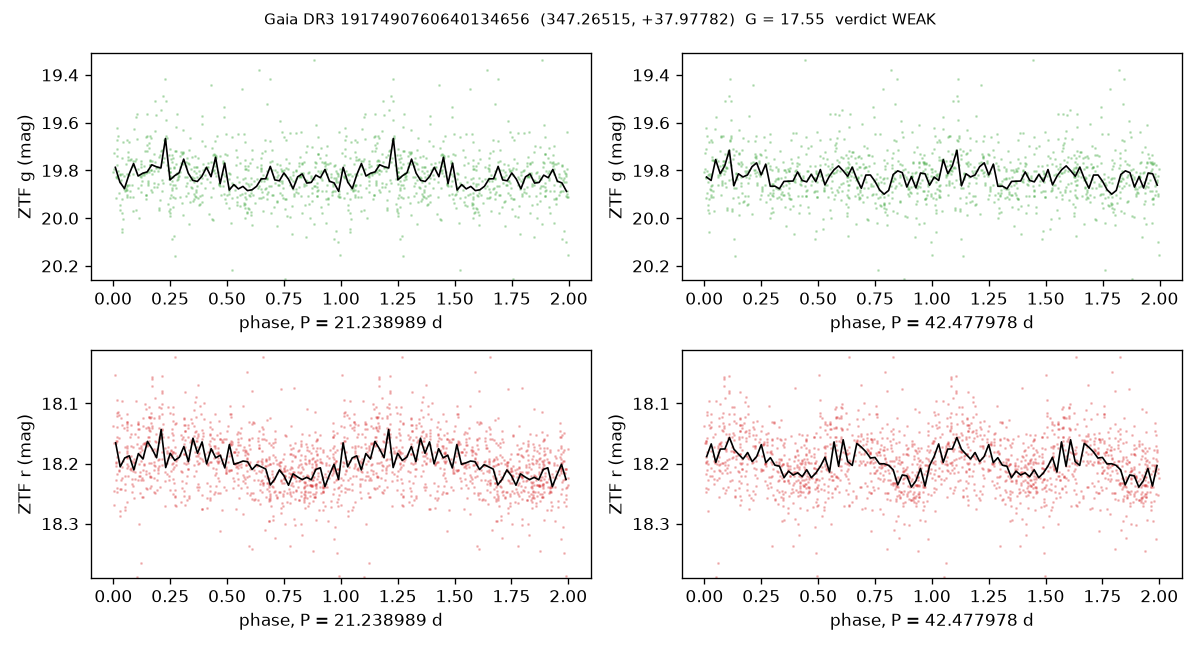 Gaia DR3 1917490760640134656 (347.26515, +37.97782) G = 17.55 verdict WEAK
ZTF g (mag)
19.4
19.6
19.8
20.0
20.2
0.00 0.25 0.50 0.75 1.00 1.25 1.50 1.75 2.00
phase, P = 21.238989 d
ZTF g (mag)
19.4
19.6
19.8
20.0
20.2
0.00 0.25 0.50 0.75 1.00 1.25 1.50 1.75 2.00
phase, P = 42.477978 d
ZTF r (mag)
18.1
18.2
18.3
0.00 0.25 0.50 0.75 1.00 1.25 1.50 1.75 2.00
phase, P = 21.238989 d
ZTF r (mag)
18.1
18.2
18.3
0.00 0.25 0.50 0.75 1.00 1.25 1.50 1.75 2.00
phase, P = 42.477978 d